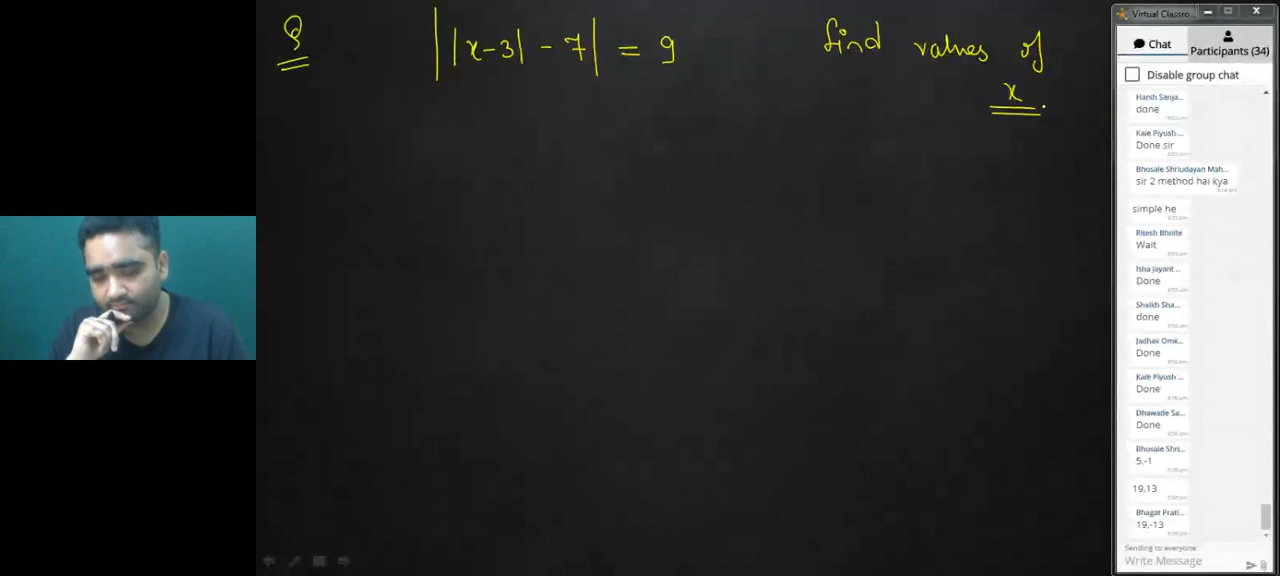 Q ||x-3| - 7| = 9 find values of
x
Virtual Classro...
Chat
Participants (34)
Disable group chat
Harsh Sanja...
done
Kale Piyush ...
Done sir
Bhosale Shriudayan Mah...
sir 2 method hai kya
simple he
Ritesh Bhoite
Wait
Isha Jayant ...
Done
Shaikh Sha...
done
Jadhav Omk...
Done
Kale Piyush ...
Done
Dhawade Sa...
Done
Bhosale Shri...
5,-1
19,13
Bhagat Prati...
19,-13
Sending to everyone
Write Message